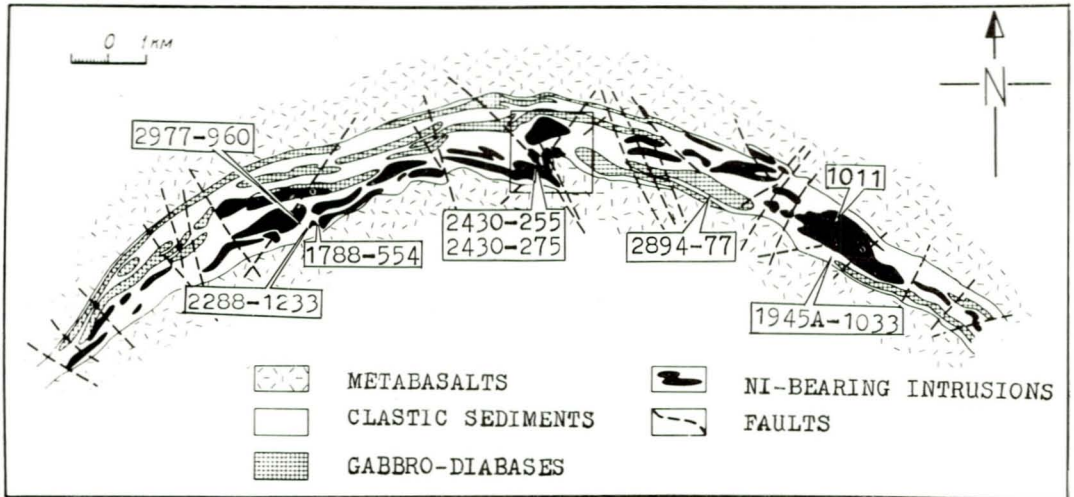 0 1км
N
2977-960
1011
2430-255
2430-275
2894-77
1788-554
2288-1233
1945A-1033
METABASALTS
CLASTIC SEDIMENTS
GABBRO-DIABASES
NI-BEARING INTRUSIONS
FAULTS